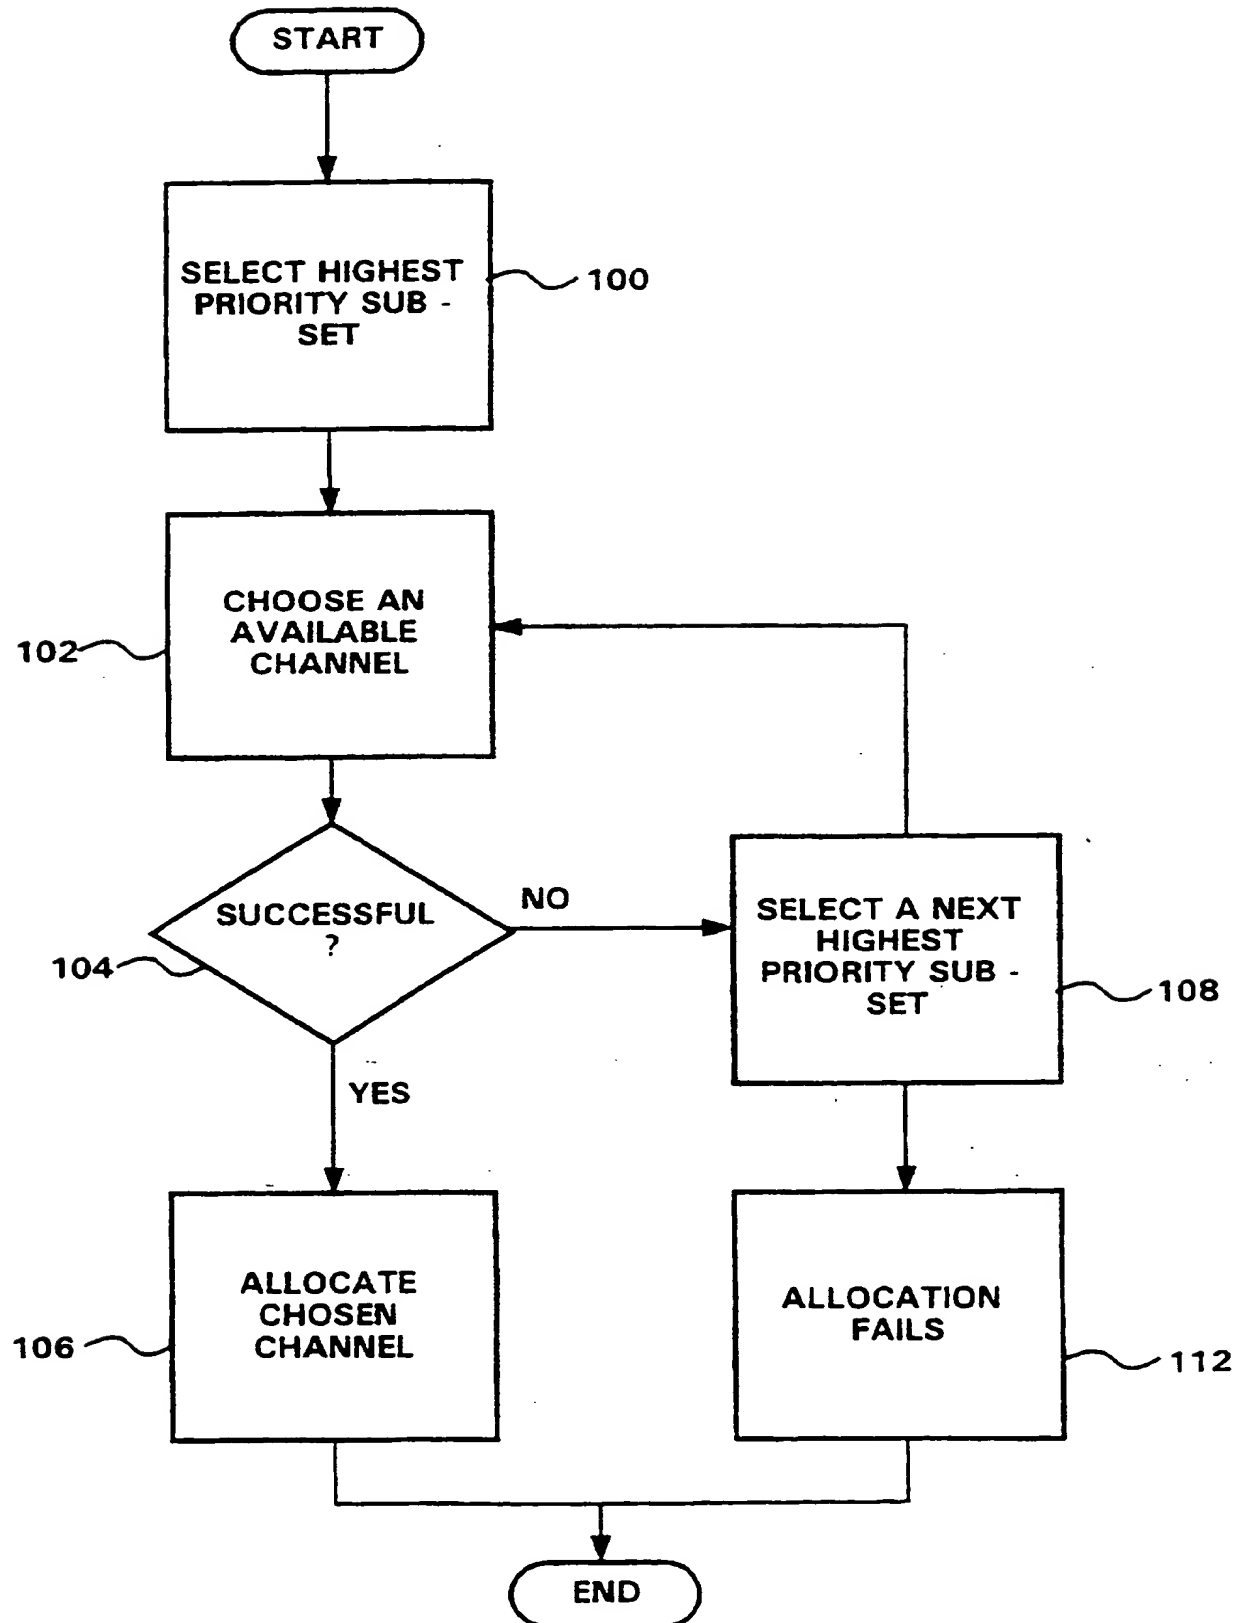 START
SELECT HIGHEST
PRIORITY SUB -
SET
100
CHOOSE AN
AVAILABLE
CHANNEL
102
SUCCESSFUL
?
104
NO
SELECT A NEXT
HIGHEST
PRIORITY SUB -
SET
108
YES
ALLOCATE
CHOSEN
CHANNEL
106
ALLOCATION
FAILS
112
END